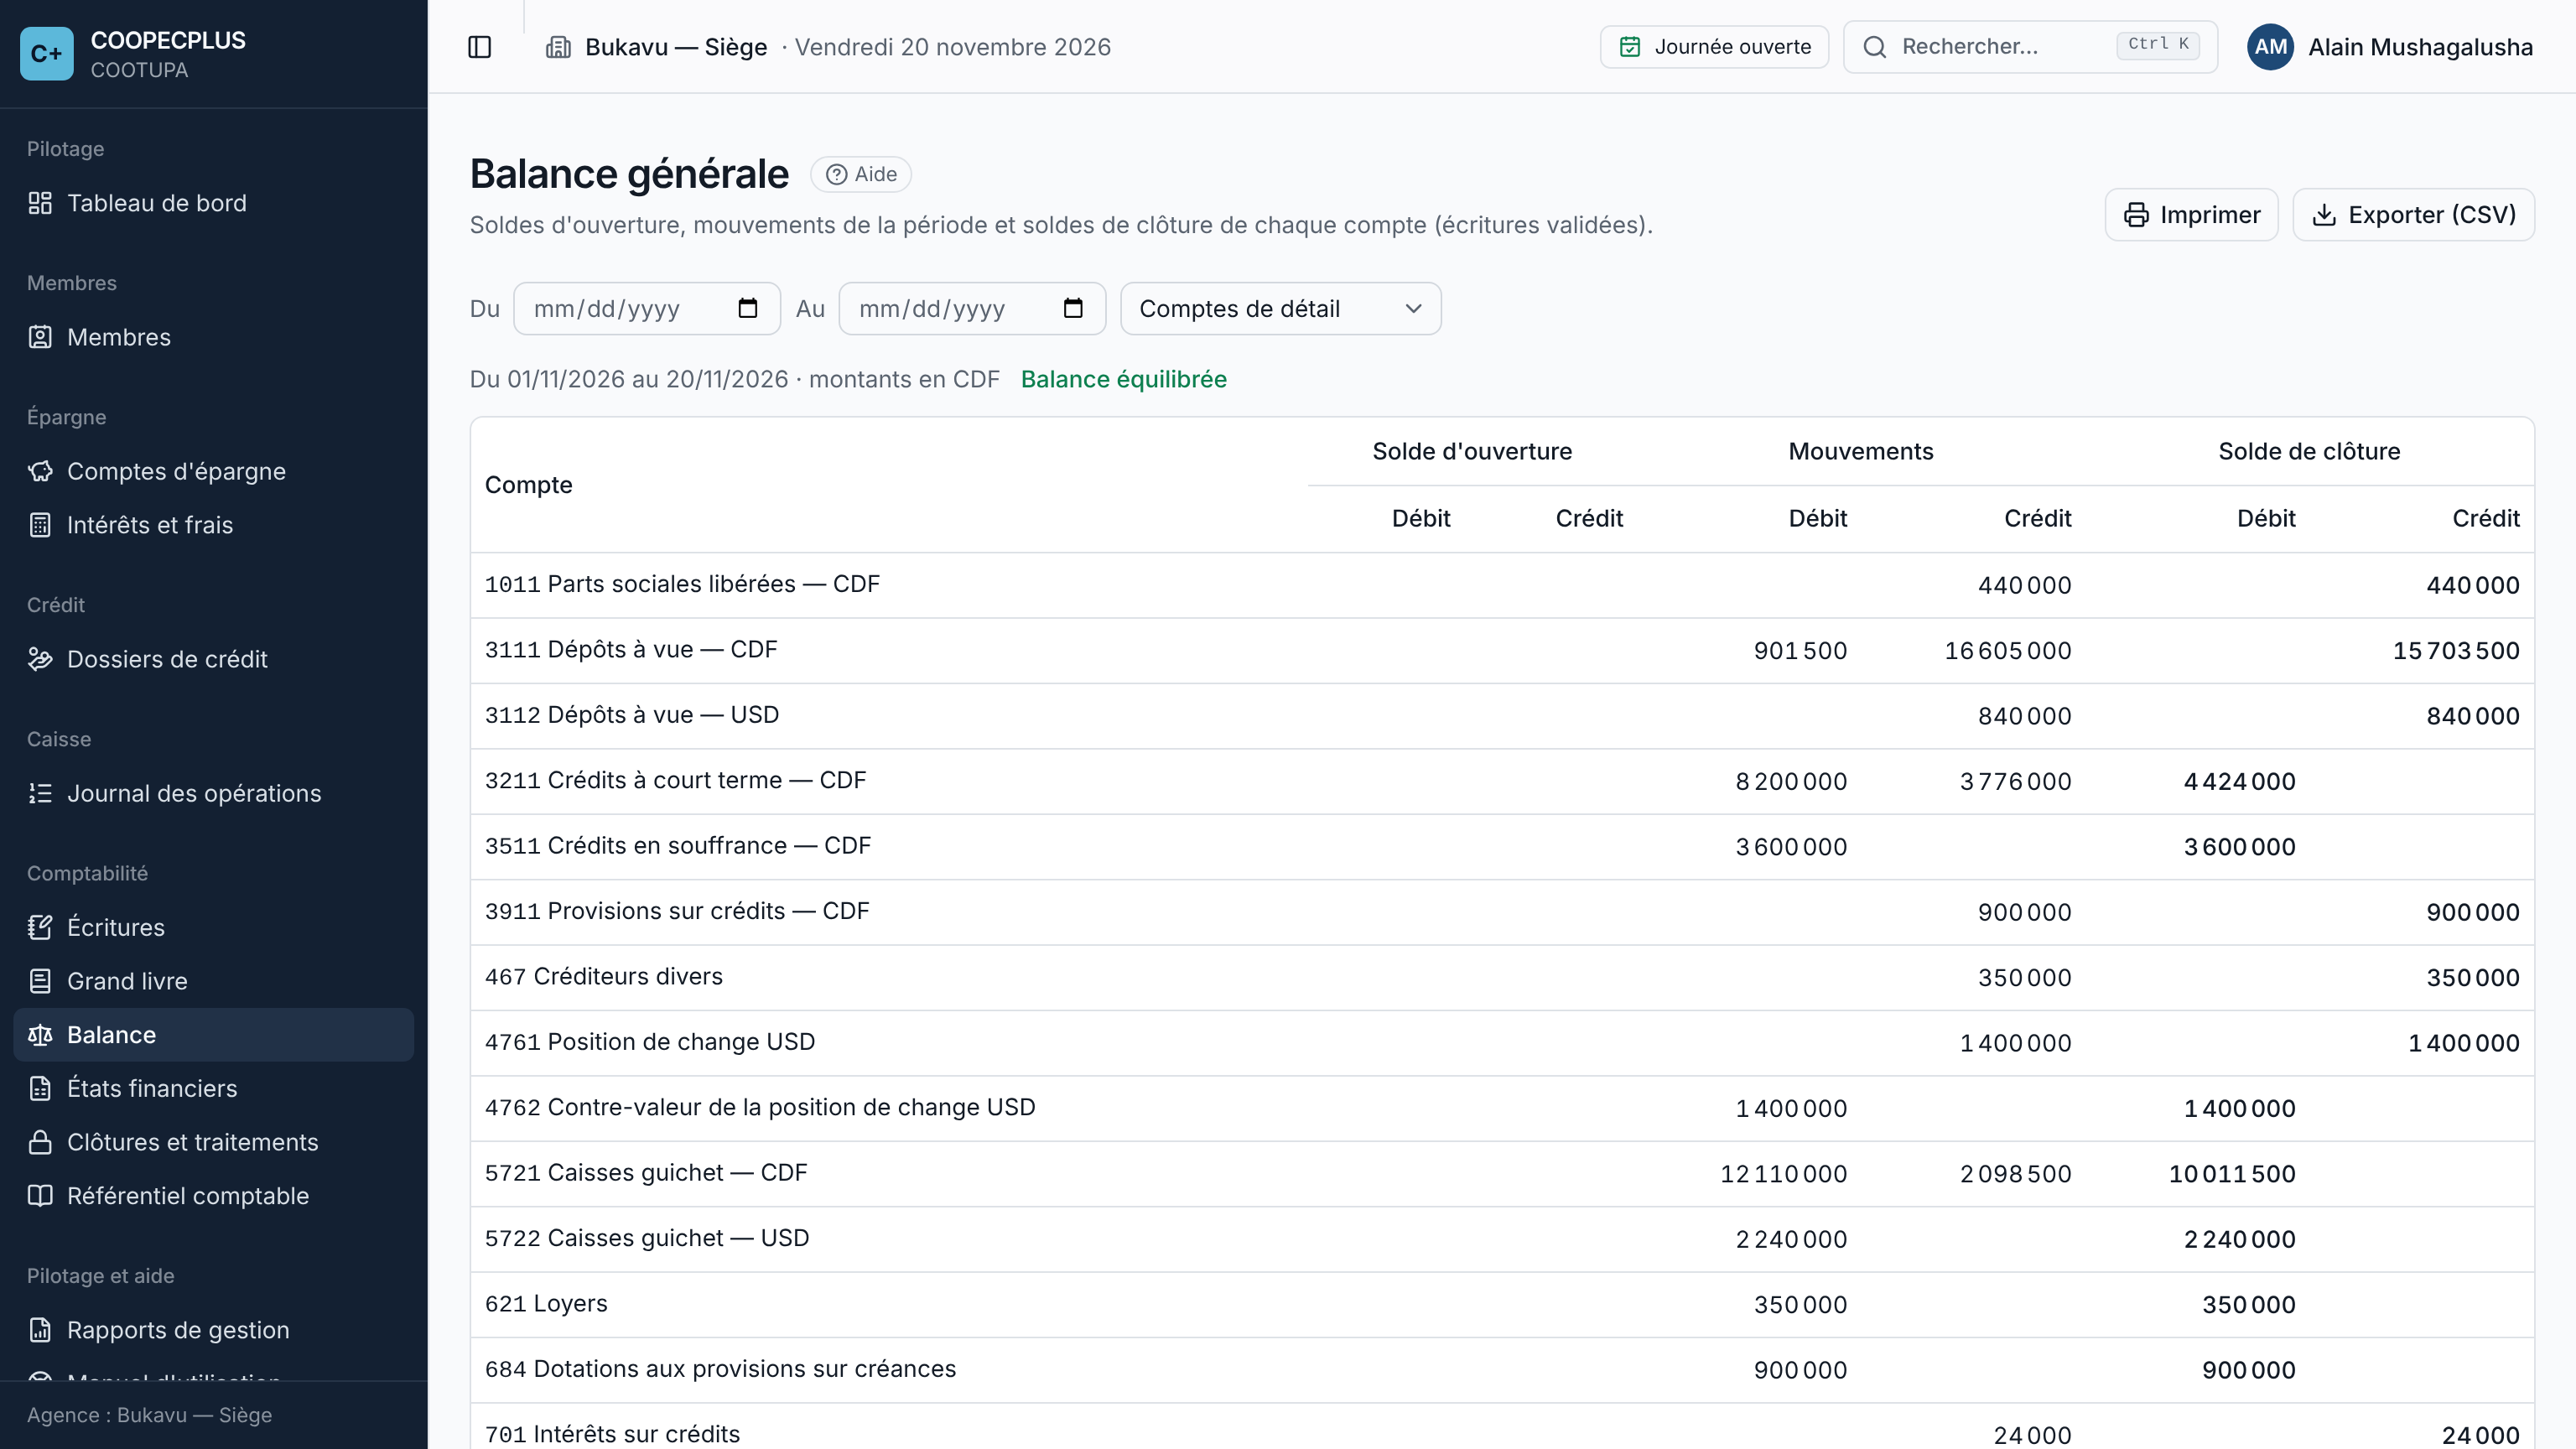 C+ COOPECPLUS
COOTUPA
Bukavu — Siège · Vendredi 20 novembre 2026
Journée ouverte
Rechercher... Ctrl K
AM Alain Mushagalusha
Pilotage
Tableau de bord
Membres
Membres
Épargne
Comptes d'épargne
Intérêts et frais
Crédit
Dossiers de crédit
Caisse
Journal des opérations
Comptabilité
Écritures
Grand livre
Balance
États financiers
Clôtures et traitements
Référentiel comptable
Pilotage et aide
Rapports de gestion
Manuel d'utilisation
Agence : Bukavu — Siège
Balance générale Aide
Soldes d'ouverture, mouvements de la période et soldes de clôture de chaque compte (écritures validées).
Imprimer Exporter (CSV)
Du mm/dd/yyyy Au mm/dd/yyyy Comptes de détail
Du 01/11/2026 au 20/11/2026 · montants en CDF Balance équilibrée
Compte Solde d'ouverture Mouvements Solde de clôture
Débit Crédit Débit Crédit Débit Crédit
1011 Parts sociales libérées — CDF 440 000 440 000
3111 Dépôts à vue — CDF 901 500 16 605 000 15 703 500
3112 Dépôts à vue — USD 840 000 840 000
3211 Crédits à court terme — CDF 8 200 000 3 776 000 4 424 000
3511 Crédits en souffrance — CDF 3 600 000 3 600 000
3911 Provisions sur crédits — CDF 900 000 900 000
467 Créditeurs divers 350 000 350 000
4761 Position de change USD 1 400 000 1 400 000
4762 Contre-valeur de la position de change USD 1 400 000 1 400 000
5721 Caisses guichet — CDF 12 110 000 2 098 500 10 011 500
5722 Caisses guichet — USD 2 240 000 2 240 000
621 Loyers 350 000 350 000
684 Dotations aux provisions sur créances 900 000 900 000
701 Intérêts sur crédits 24 000 24 000